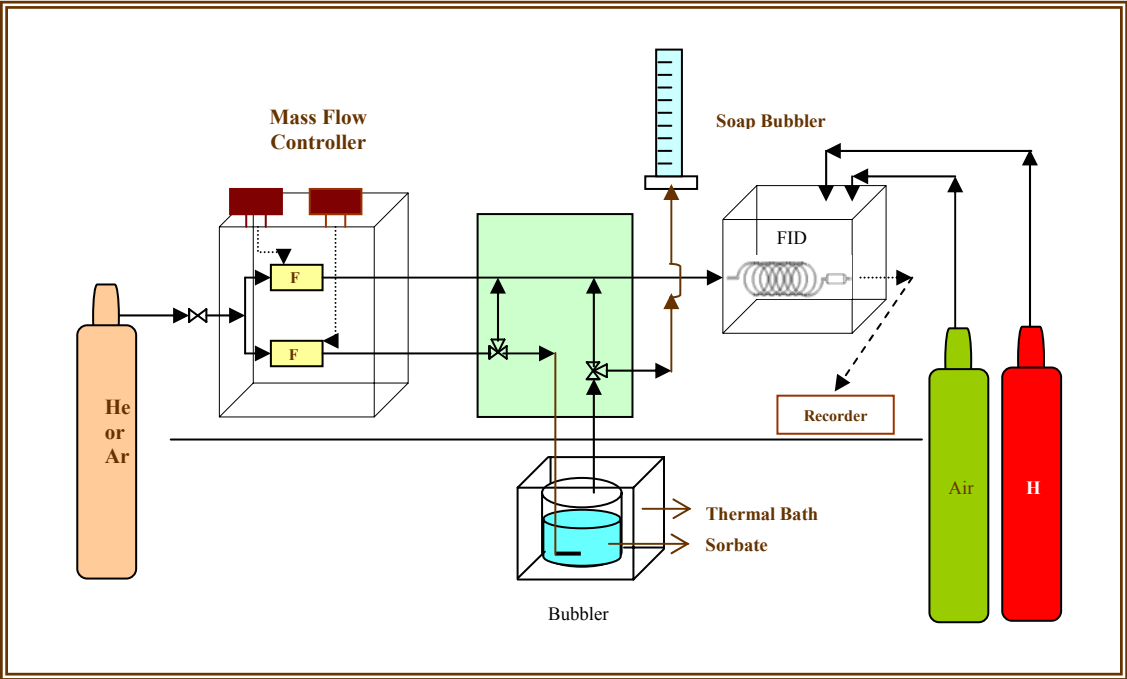 Mass Flow
Controller
Soap Bubbler
FID
F
F
He
or
Ar
Recorder
Air
H
Thermal Bath
Sorbate
Bubbler